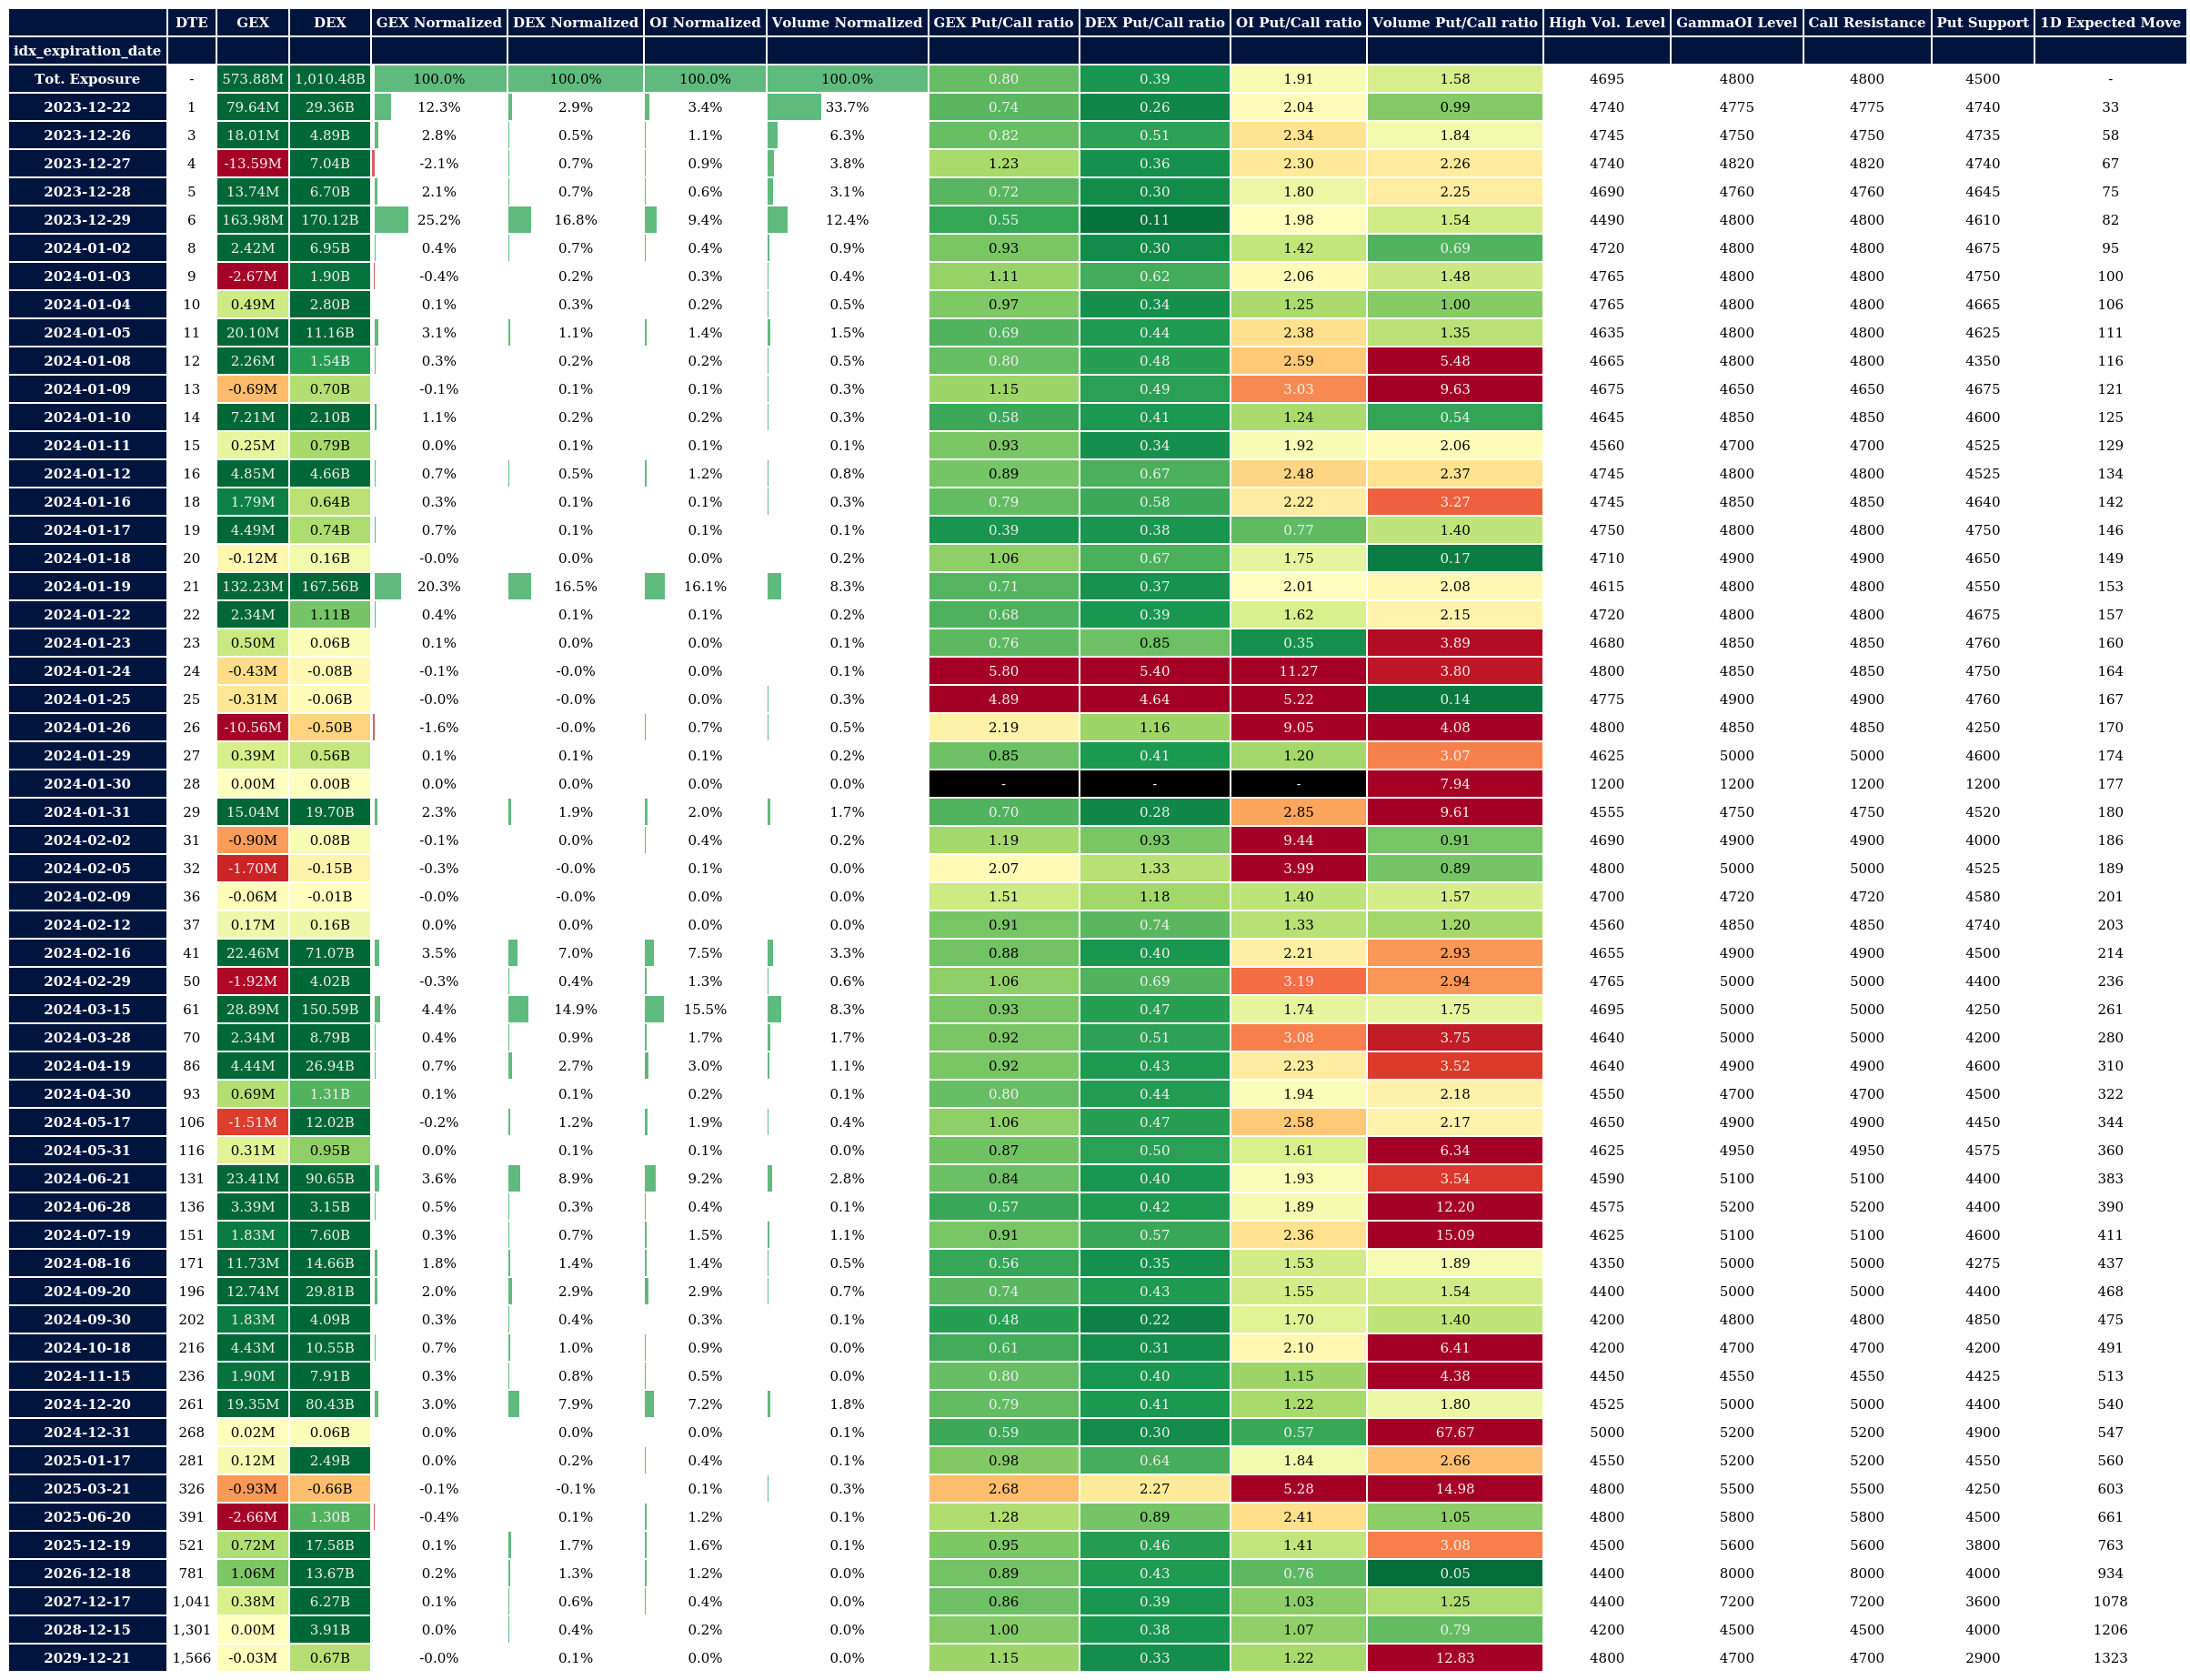 DTE GEX DEX GEX Normalized DEX Normalized OI Normalized Volume Normalized GEX Put/Call ratio DEX Put/Call ratio OI Put/Call ratio Volume Put/Call ratio High Vol. Level GammaOI Level Call Resistance Put Support 1D Expected Move
idx_expiration_date
Tot. Exposure - 573.88M 1,010.48B 100.0% 100.0% 100.0% 100.0% 0.80 0.39 1.91 1.58 4695 4800 4800 4500 -
2023-12-22 1 79.64M 29.36B 12.3% 2.9% 3.4% 33.7% 0.74 0.26 2.04 0.99 4740 4775 4775 4740 33
2023-12-26 3 18.01M 4.89B 2.8% 0.5% 1.1% 6.3% 0.82 0.51 2.34 1.84 4745 4750 4750 4735 58
2023-12-27 4 -13.59M 7.04B -2.1% 0.7% 0.9% 3.8% 1.23 0.36 2.30 2.26 4740 4820 4820 4740 67
2023-12-28 5 13.74M 6.70B 2.1% 0.7% 0.6% 3.1% 0.72 0.30 1.80 2.25 4690 4760 4760 4645 75
2023-12-29 6 163.98M 170.12B 25.2% 16.8% 9.4% 12.4% 0.55 0.11 1.98 1.54 4490 4800 4800 4610 82
2024-01-02 8 2.42M 6.95B 0.4% 0.7% 0.4% 0.9% 0.93 0.30 1.42 0.69 4720 4800 4800 4675 95
2024-01-03 9 -2.67M 1.90B -0.4% 0.2% 0.3% 0.4% 1.11 0.62 2.06 1.48 4765 4800 4800 4750 100
2024-01-04 10 0.49M 2.80B 0.1% 0.3% 0.2% 0.5% 0.97 0.34 1.25 1.00 4765 4800 4800 4665 106
2024-01-05 11 20.10M 11.16B 3.1% 1.1% 1.4% 1.5% 0.69 0.44 2.38 1.35 4635 4800 4800 4625 111
2024-01-08 12 2.26M 1.54B 0.3% 0.2% 0.2% 0.5% 0.80 0.48 2.59 5.48 4665 4800 4800 4350 116
2024-01-09 13 -0.69M 0.70B -0.1% 0.1% 0.1% 0.3% 1.15 0.49 3.03 9.63 4675 4650 4650 4675 121
2024-01-10 14 7.21M 2.10B 1.1% 0.2% 0.2% 0.3% 0.58 0.41 1.24 0.54 4645 4850 4850 4600 125
2024-01-11 15 0.25M 0.79B 0.0% 0.1% 0.1% 0.1% 0.93 0.34 1.92 2.06 4560 4700 4700 4525 129
2024-01-12 16 4.85M 4.66B 0.7% 0.5% 1.2% 0.8% 0.89 0.67 2.48 2.37 4745 4800 4800 4525 134
2024-01-16 18 1.79M 0.64B 0.3% 0.1% 0.1% 0.3% 0.79 0.58 2.22 3.27 4745 4850 4850 4640 142
2024-01-17 19 4.49M 0.74B 0.7% 0.1% 0.1% 0.1% 0.39 0.38 0.77 1.40 4750 4800 4800 4750 146
2024-01-18 20 -0.12M 0.16B -0.0% 0.0% 0.0% 0.2% 1.06 0.67 1.75 0.17 4710 4900 4900 4650 149
2024-01-19 21 132.23M 167.56B 20.3% 16.5% 16.1% 8.3% 0.71 0.37 2.01 2.08 4615 4800 4800 4550 153
2024-01-22 22 2.34M 1.11B 0.4% 0.1% 0.1% 0.2% 0.68 0.39 1.62 2.15 4720 4800 4800 4675 157
2024-01-23 23 0.50M 0.06B 0.1% 0.0% 0.0% 0.1% 0.76 0.85 0.35 3.89 4680 4850 4850 4760 160
2024-01-24 24 -0.43M -0.08B -0.1% -0.0% 0.0% 0.1% 5.80 5.40 11.27 3.80 4800 4850 4850 4750 164
2024-01-25 25 -0.31M -0.06B -0.0% -0.0% 0.0% 0.3% 4.89 4.64 5.22 0.14 4775 4900 4900 4760 167
2024-01-26 26 -10.56M -0.50B -1.6% -0.0% 0.7% 0.5% 2.19 1.16 9.05 4.08 4800 4850 4850 4250 170
2024-01-29 27 0.39M 0.56B 0.1% 0.1% 0.1% 0.2% 0.85 0.41 1.20 3.07 4625 5000 5000 4600 174
2024-01-30 28 0.00M 0.00B 0.0% 0.0% 0.0% 0.0% - - - 7.94 1200 1200 1200 1200 177
2024-01-31 29 15.04M 19.70B 2.3% 1.9% 2.0% 1.7% 0.70 0.28 2.85 9.61 4555 4750 4750 4520 180
2024-02-02 31 -0.90M 0.08B -0.1% 0.0% 0.4% 0.2% 1.19 0.93 9.44 0.91 4690 4900 4900 4000 186
2024-02-05 32 -1.70M -0.15B -0.3% -0.0% 0.1% 0.0% 2.07 1.33 3.99 0.89 4800 5000 5000 4525 189
2024-02-09 36 -0.06M -0.01B -0.0% -0.0% 0.0% 0.0% 1.51 1.18 1.40 1.57 4700 4720 4720 4580 201
2024-02-12 37 0.17M 0.16B 0.0% 0.0% 0.0% 0.0% 0.91 0.74 1.33 1.20 4560 4850 4850 4740 203
2024-02-16 41 22.46M 71.07B 3.5% 7.0% 7.5% 3.3% 0.88 0.40 2.21 2.93 4655 4900 4900 4500 214
2024-02-29 50 -1.92M 4.02B -0.3% 0.4% 1.3% 0.6% 1.06 0.69 3.19 2.94 4765 5000 5000 4400 236
2024-03-15 61 28.89M 150.59B 4.4% 14.9% 15.5% 8.3% 0.93 0.47 1.74 1.75 4695 5000 5000 4250 261
2024-03-28 70 2.34M 8.79B 0.4% 0.9% 1.7% 1.7% 0.92 0.51 3.08 3.75 4640 5000 5000 4200 280
2024-04-19 86 4.44M 26.94B 0.7% 2.7% 3.0% 1.1% 0.92 0.43 2.23 3.52 4640 4900 4900 4600 310
2024-04-30 93 0.69M 1.31B 0.1% 0.1% 0.2% 0.1% 0.80 0.44 1.94 2.18 4550 4700 4700 4500 322
2024-05-17 106 -1.51M 12.02B -0.2% 1.2% 1.9% 0.4% 1.06 0.47 2.58 2.17 4650 4900 4900 4450 344
2024-05-31 116 0.31M 0.95B 0.0% 0.1% 0.1% 0.0% 0.87 0.50 1.61 6.34 4625 4950 4950 4575 360
2024-06-21 131 23.41M 90.65B 3.6% 8.9% 9.2% 2.8% 0.84 0.40 1.93 3.54 4590 5100 5100 4400 383
2024-06-28 136 3.39M 3.15B 0.5% 0.3% 0.4% 0.1% 0.57 0.42 1.89 12.20 4575 5200 5200 4400 390
2024-07-19 151 1.83M 7.60B 0.3% 0.7% 1.5% 1.1% 0.91 0.57 2.36 15.09 4625 5100 5100 4600 411
2024-08-16 171 11.73M 14.66B 1.8% 1.4% 1.4% 0.5% 0.56 0.35 1.53 1.89 4350 5000 5000 4275 437
2024-09-20 196 12.74M 29.81B 2.0% 2.9% 2.9% 0.7% 0.74 0.43 1.55 1.54 4400 5000 5000 4400 468
2024-09-30 202 1.83M 4.09B 0.3% 0.4% 0.3% 0.1% 0.48 0.22 1.70 1.40 4200 4800 4800 4850 475
2024-10-18 216 4.43M 10.55B 0.7% 1.0% 0.9% 0.0% 0.61 0.31 2.10 6.41 4200 4700 4700 4200 491
2024-11-15 236 1.90M 7.91B 0.3% 0.8% 0.5% 0.0% 0.80 0.40 1.15 4.38 4450 4550 4550 4425 513
2024-12-20 261 19.35M 80.43B 3.0% 7.9% 7.2% 1.8% 0.79 0.41 1.22 1.80 4525 5000 5000 4400 540
2024-12-31 268 0.02M 0.06B 0.0% 0.0% 0.0% 0.1% 0.59 0.30 0.57 67.67 5000 5200 5200 4900 547
2025-01-17 281 0.12M 2.49B 0.0% 0.2% 0.4% 0.1% 0.98 0.64 1.84 2.66 4550 5200 5200 4550 560
2025-03-21 326 -0.93M -0.66B -0.1% -0.1% 0.1% 0.3% 2.68 2.27 5.28 14.98 4800 5500 5500 4250 603
2025-06-20 391 -2.66M 1.30B -0.4% 0.1% 1.2% 0.1% 1.28 0.89 2.41 1.05 4800 5800 5800 4500 661
2025-12-19 521 0.72M 17.58B 0.1% 1.7% 1.6% 0.1% 0.95 0.46 1.41 3.08 4500 5600 5600 3800 763
2026-12-18 781 1.06M 13.67B 0.2% 1.3% 1.2% 0.0% 0.89 0.43 0.76 0.05 4400 8000 8000 4000 934
2027-12-17 1,041 0.38M 6.27B 0.1% 0.6% 0.4% 0.0% 0.86 0.39 1.03 1.25 4400 7200 7200 3600 1078
2028-12-15 1,301 0.00M 3.91B 0.0% 0.4% 0.2% 0.0% 1.00 0.38 1.07 0.79 4200 4500 4500 4000 1206
2029-12-21 1,566 -0.03M 0.67B -0.0% 0.1% 0.0% 0.0% 1.15 0.33 1.22 12.83 4800 4700 4700 2900 1323